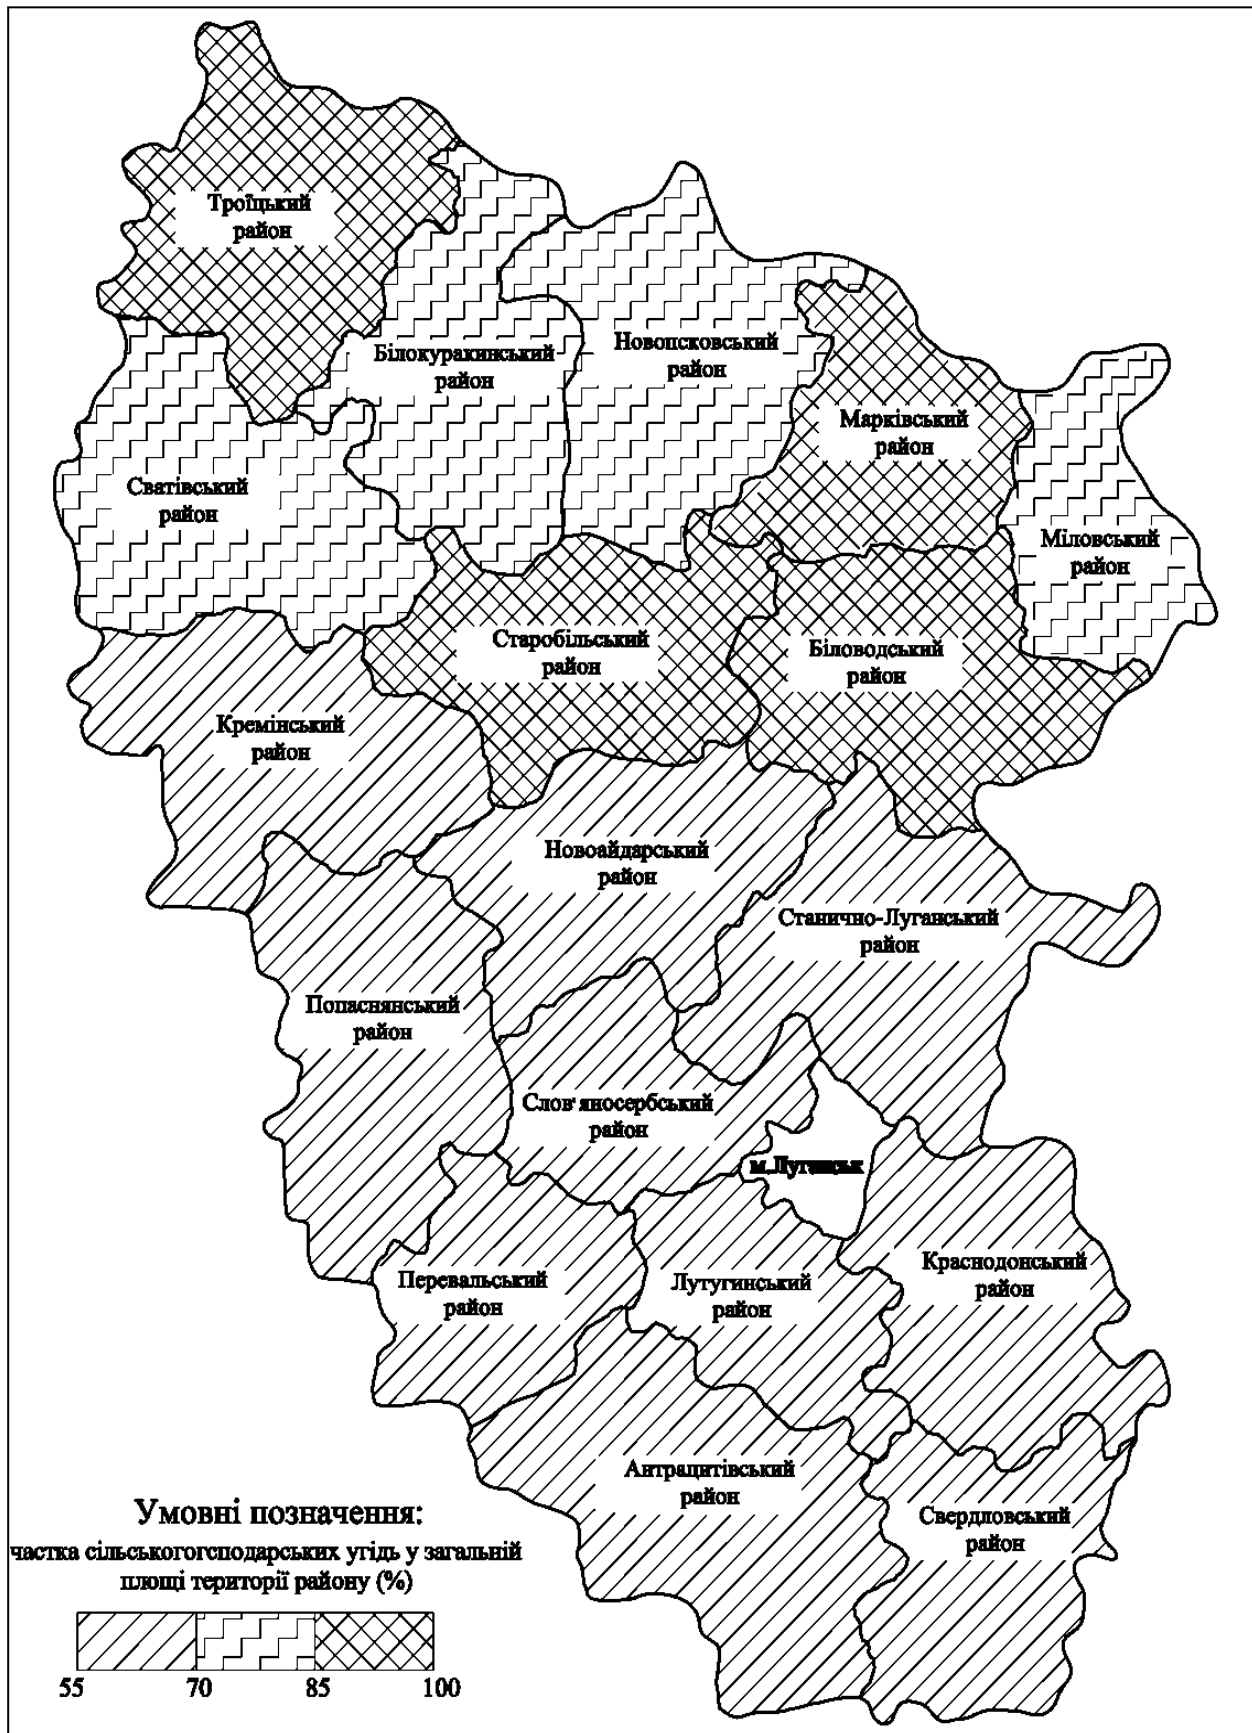 Троїцький
район
Білокуракинський
район
Новопсковський
район
Марківський
район
Сватівський
район
Міловський
район
Старобільський
район
Біловодський
район
Кремінський
район
Новоайдарський
район
Станично-Луганський
район
Попаснянський
район
Слов'яносербський
район
м.Луганськ
Перевальський
район
Лутугинський
район
Краснодонський
район
Антрацитівський
район
Свердловський
район
Умовні позначення:
частка сільськогогсподарських угідь у загальній
площі території району (%)
55 70 85 100